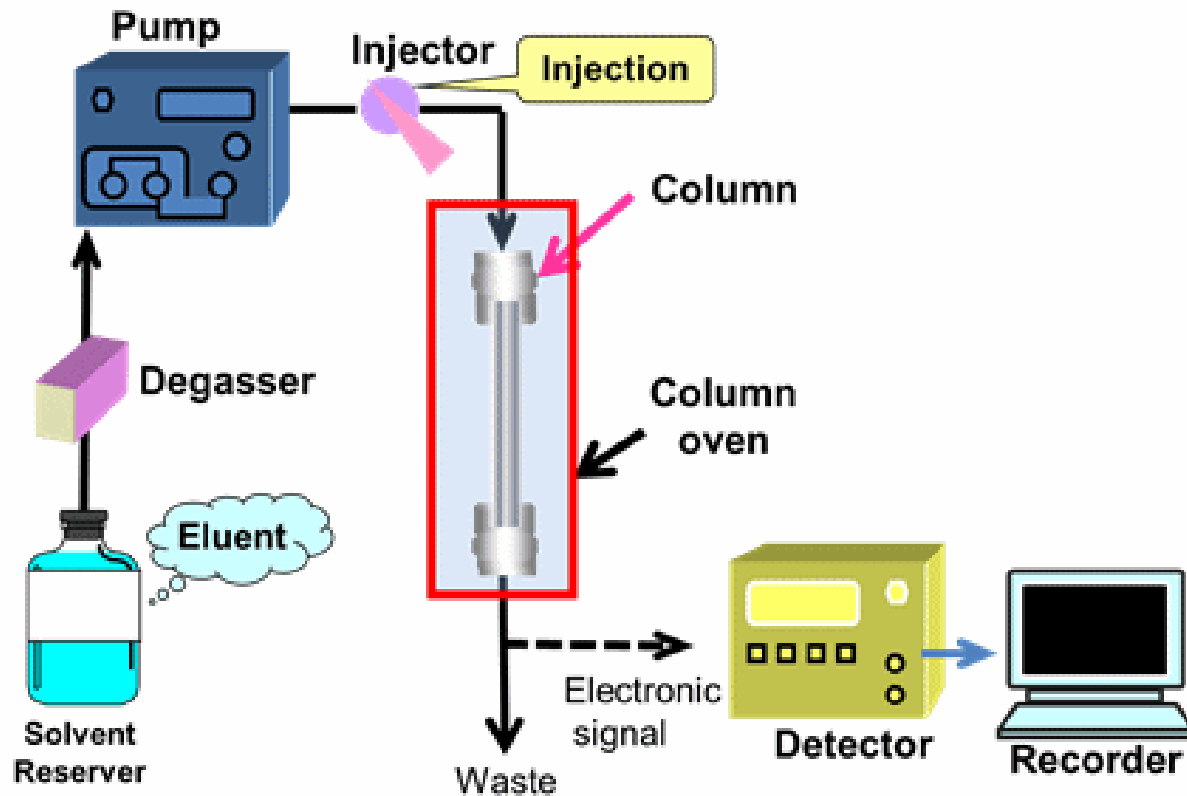 Pump
Injector
Injection
Column
Degasser
Column
oven
Eluent
Electronic
signal
Solvent
Reserver
Waste
Detector
Recorder